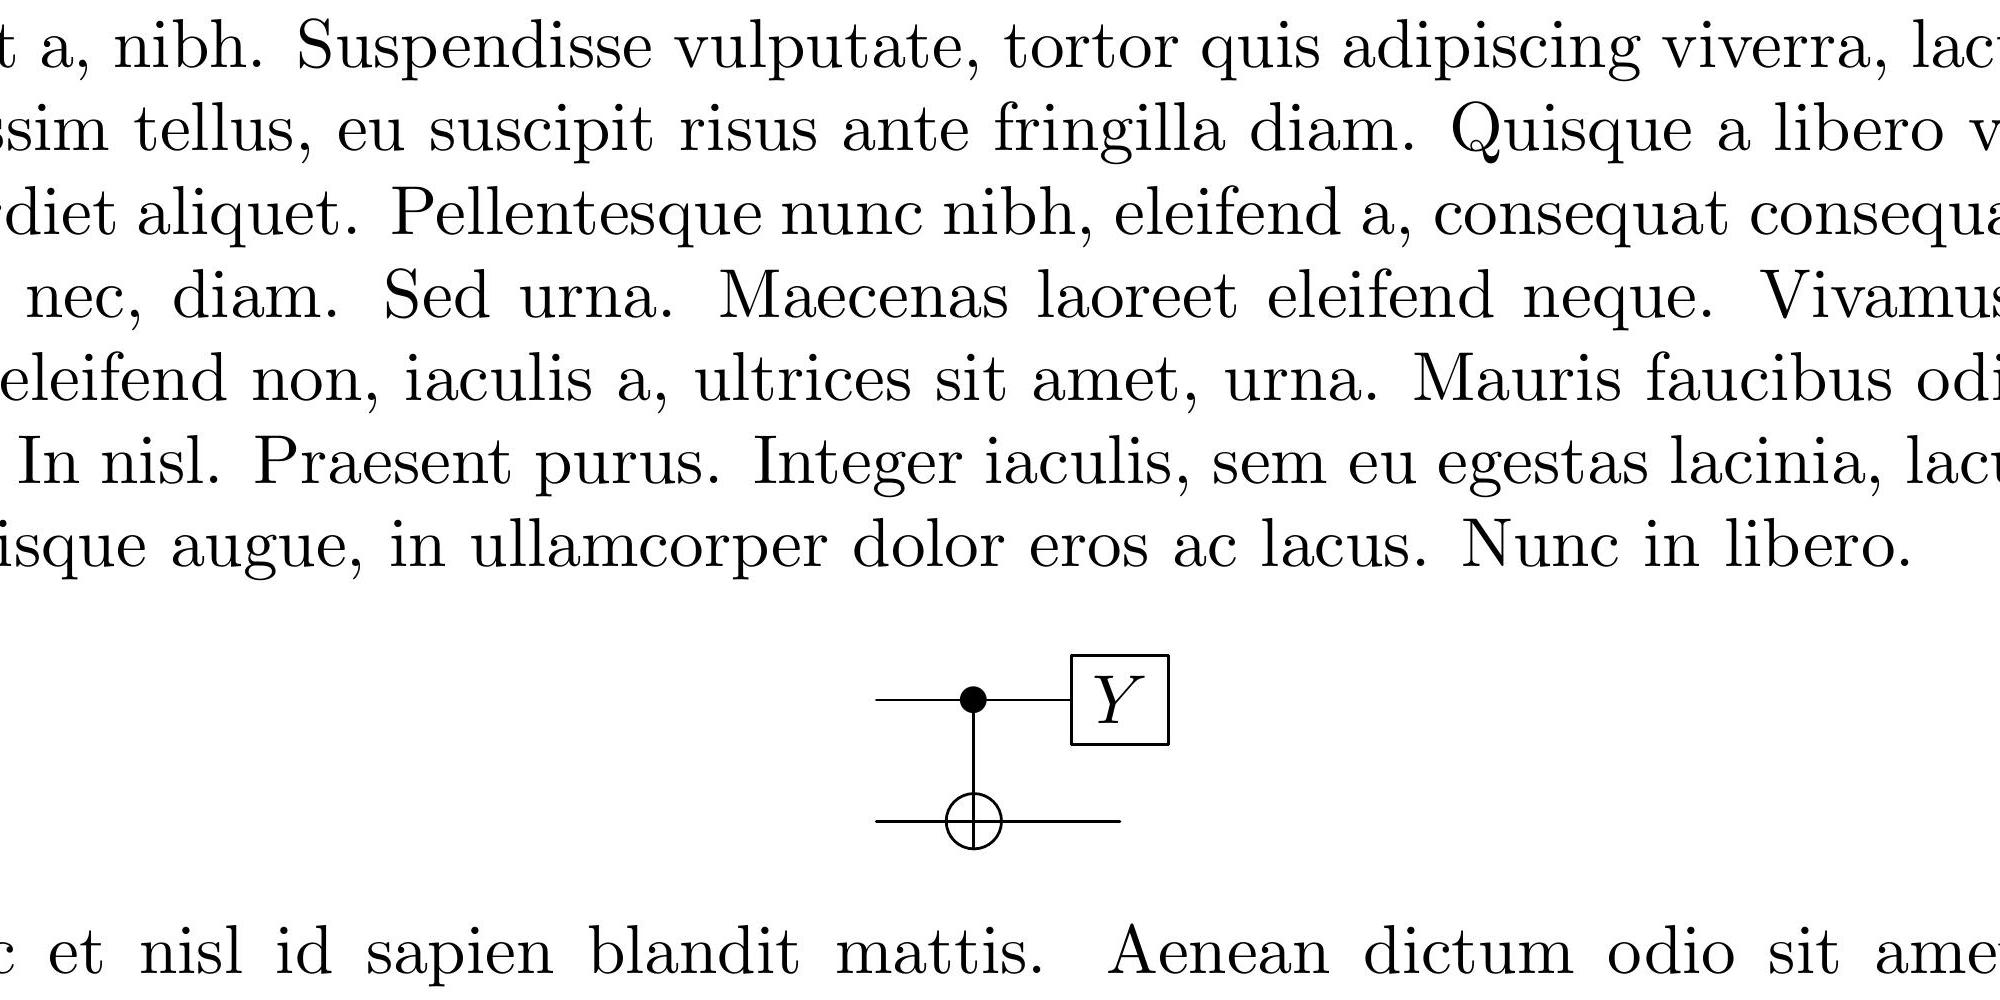 t a, nibh. Suspendisse vulputate, tortor quis adipiscing viverra, lac
ssim tellus, eu suscipit risus ante fringilla diam. Quisque a libero v
rdiet aliquet. Pellentesque nunc nibh, eleifend a, consequat consequa
nec, diam. Sed urna. Maecenas laoreet eleifend neque. Vivamus
eleifend non, iaculis a, ultrices sit amet, urna. Mauris faucibus odi
In nisl. Praesent purus. Integer iaculis, sem eu egestas lacinia, lacu
isque augue, in ullamcorper dolor eros ac lacus. Nunc in libero.
Y
c et nisl id sapien blandit mattis. Aenean dictum odio sit ame